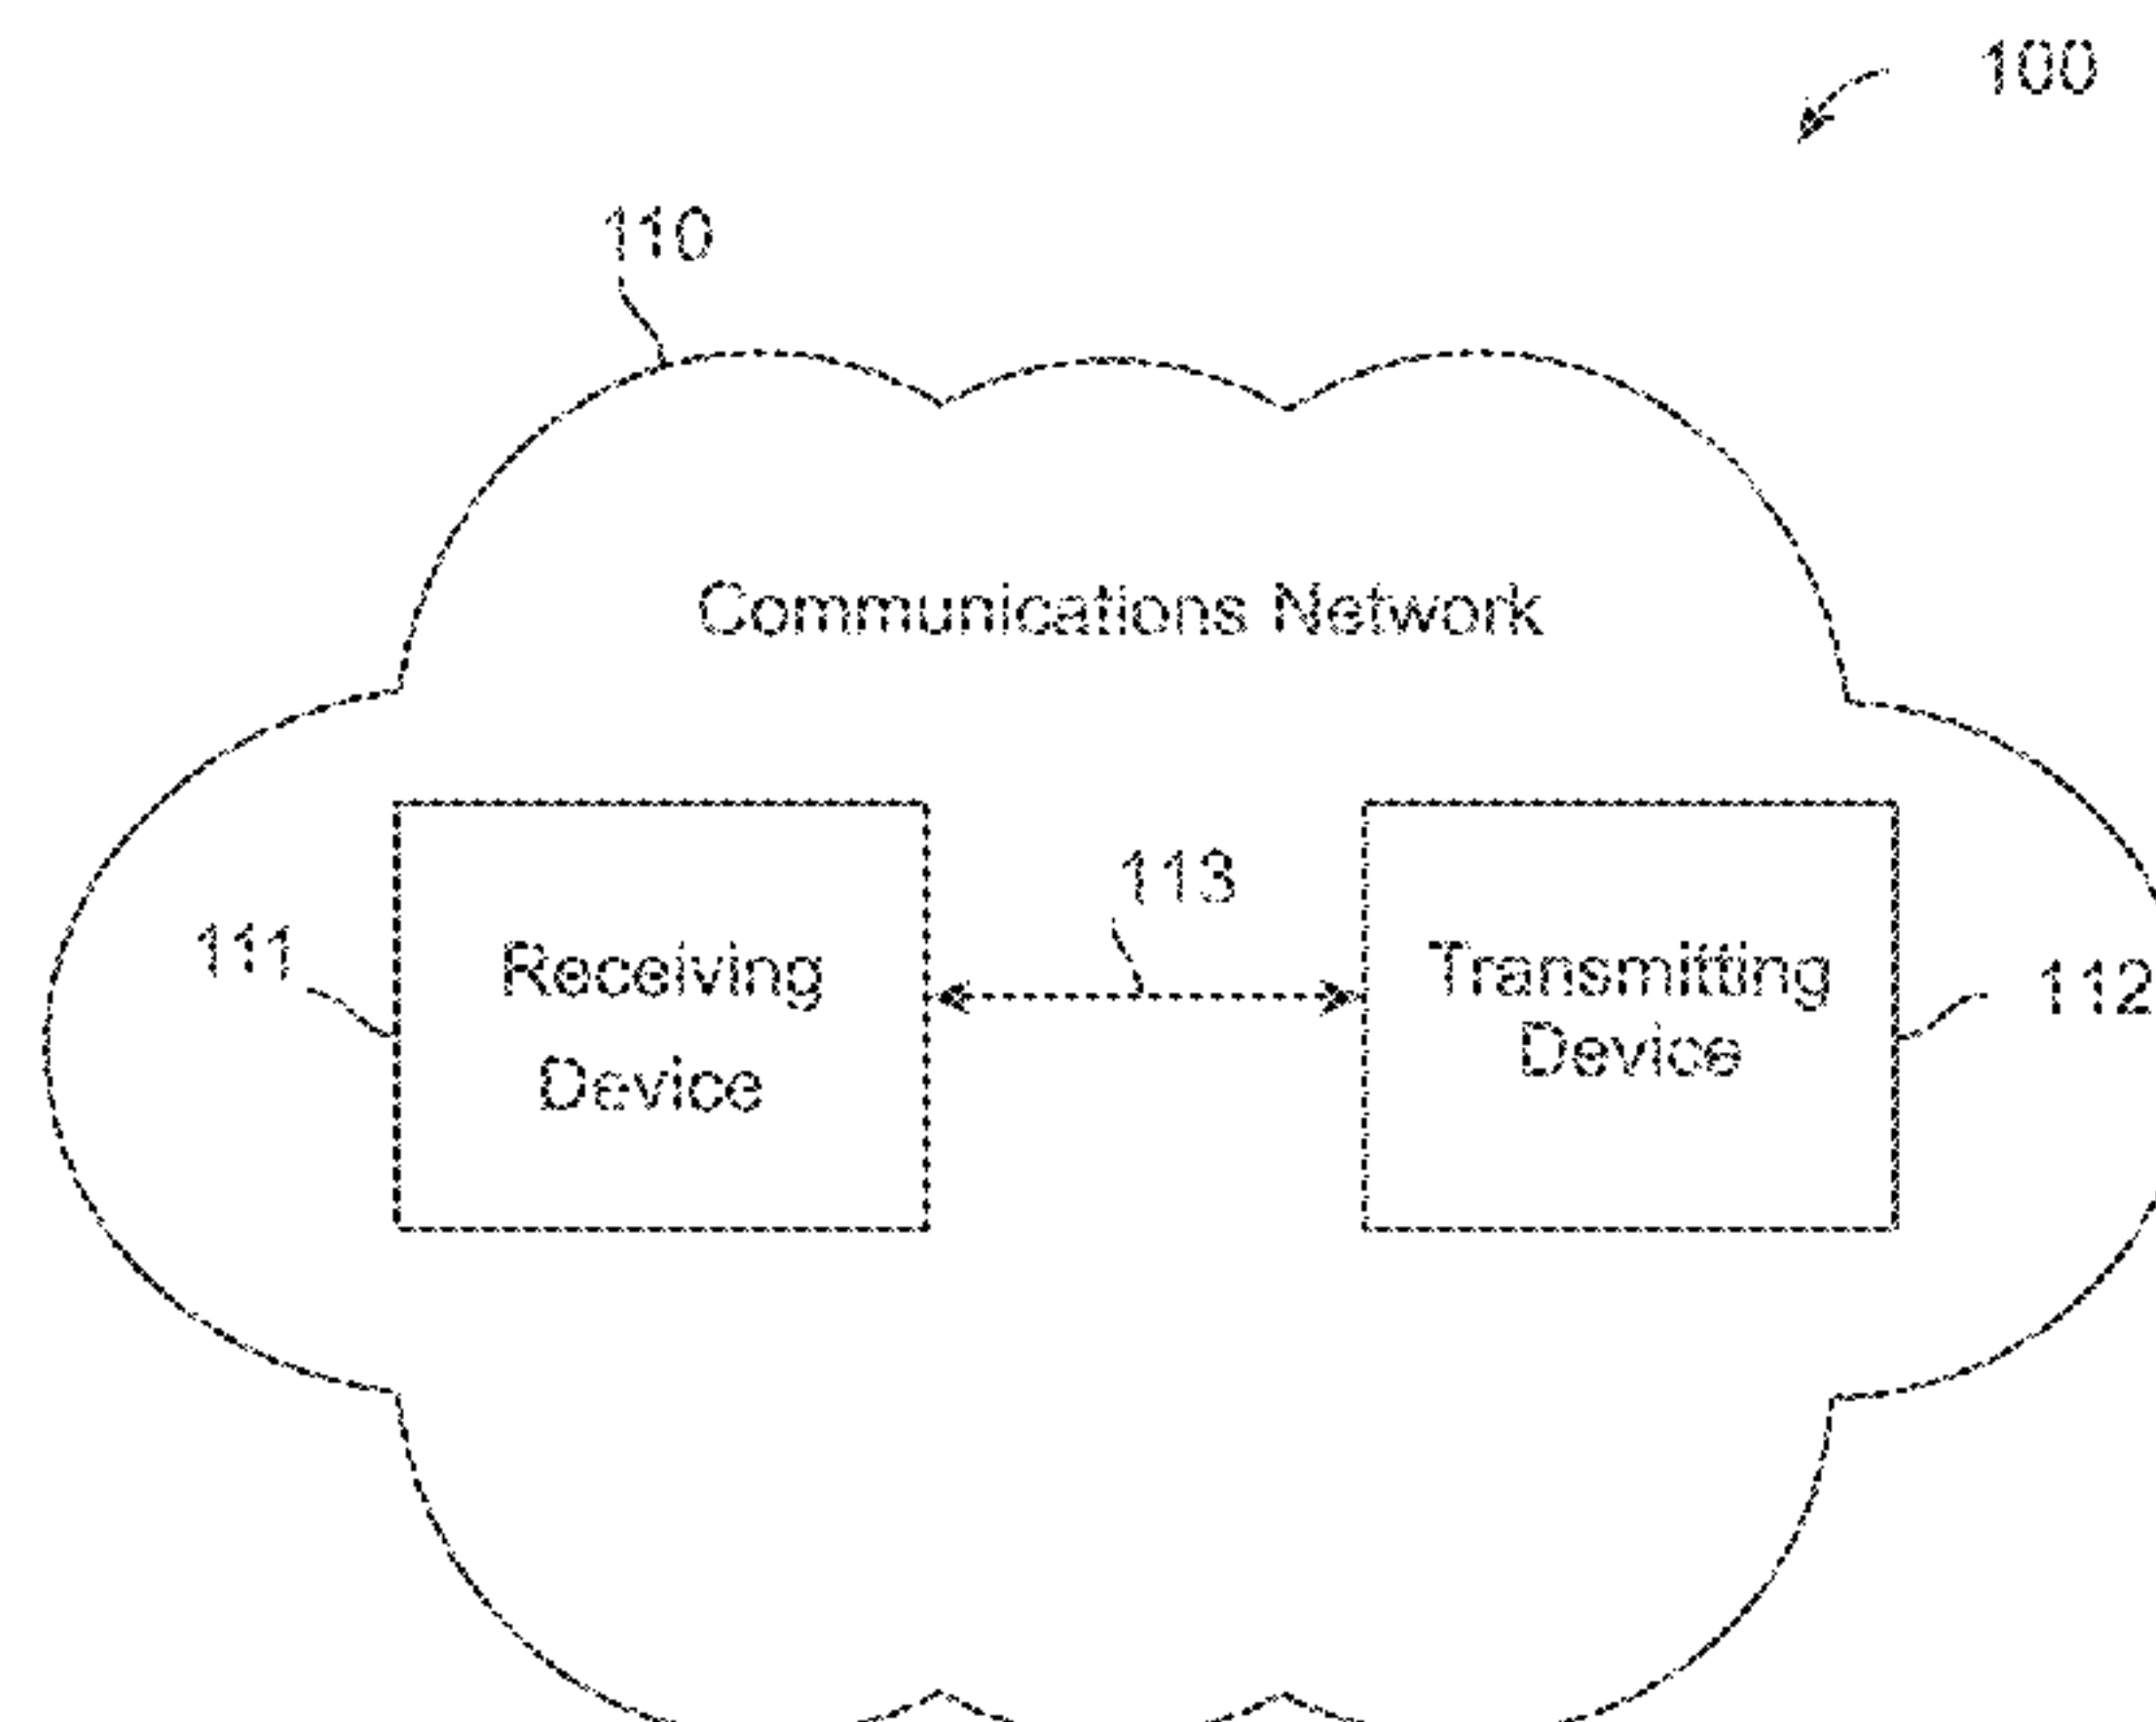 100
110
Communications Network
113
111
Receiving
Device
Transmitting
Device
112